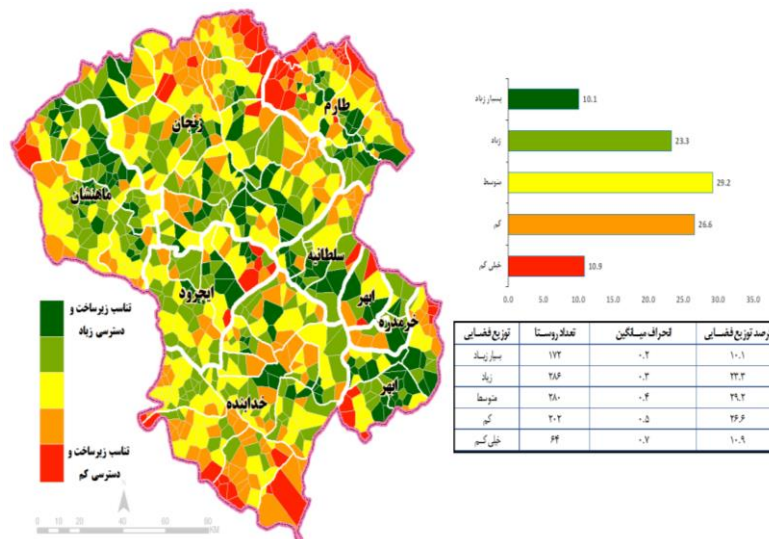 طارم
زنجان
ماهنشان
سلطانیه
ایجرود
ابهر
خرمدره
ابهر
خدابنده
تناسب زیرساخت و
دسترسی زیاد
تناسب زیرساخت و
دسترسی کم
0 10 20 40 60 80
KM
بسیار زیاد 10.1
زیاد 23.3
متوسط 29.2
کم 26.6
خیلی کم 10.9
0.0 5.0 10.0 15.0 20.0 25.0 30.0 35.0
توزیع فضایی تعداد روستا انحراف میانگین درصد توزیع فضایی
بسیار زیاد ۱۷۲ ۰.۲ ۱۰.۱
زیاد ۲۸۶ ۰.۳ ۲۳.۳
متوسط ۲۸۰ ۰.۴ ۲۹.۲
کم ۲۰۲ ۰.۵ ۲۶.۶
خیلی کم ۶۴ ۰.۷ ۱۰.۹